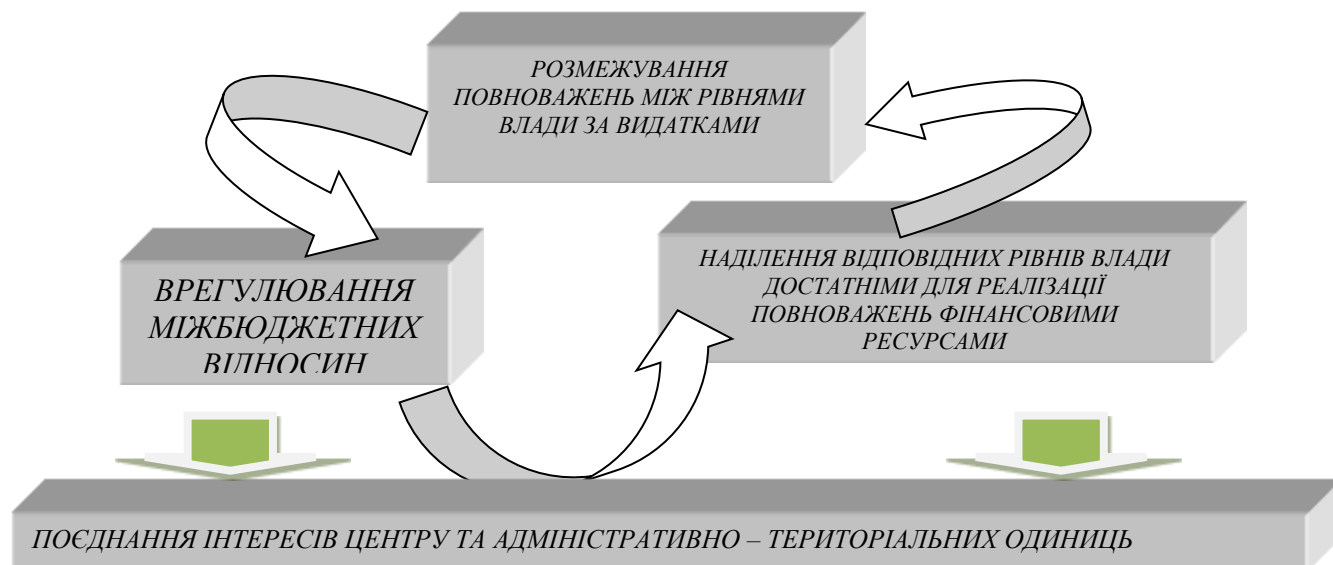 РОЗМЕЖУВАННЯ
ПОВНОВАЖЕНЬ МІЖ РІВНЯМИ
ВЛАДИ ЗА ВИДАТКАМИ
НАДІЛЕННЯ ВІДПОВІДНИХ РІВНІВ ВЛАДИ
ДОСТАТНІМИ ДЛЯ РЕАЛІЗАЦІЇ
ПОВНОВАЖЕНЬ ФІНАНСОВИМИ
РЕСУРСАМИ
ВРЕГУЛЮВАННЯ
МІЖБЮДЖЕТНИХ
ВІДНОСИН
ПОЄДНАННЯ ІНТЕРЕСІВ ЦЕНТРУ ТА АДМІНІСТРАТИВНО – ТЕРИТОРІАЛЬНИХ ОДИНИЦЬ